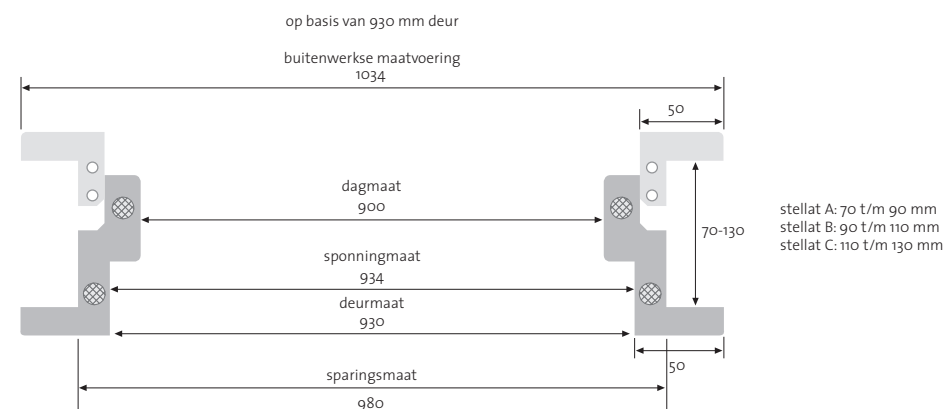 op basis van 930 mm deur
buitenwerkse maatvoering
1034
50
dagmaat
900
70-130
stellat A: 70 t/m 90 mm
stellat B: 90 t/m 110 mm
stellat C: 110 t/m 130 mm
sponningmaat
934
deurmaat
930
50
sparingsmaat
980